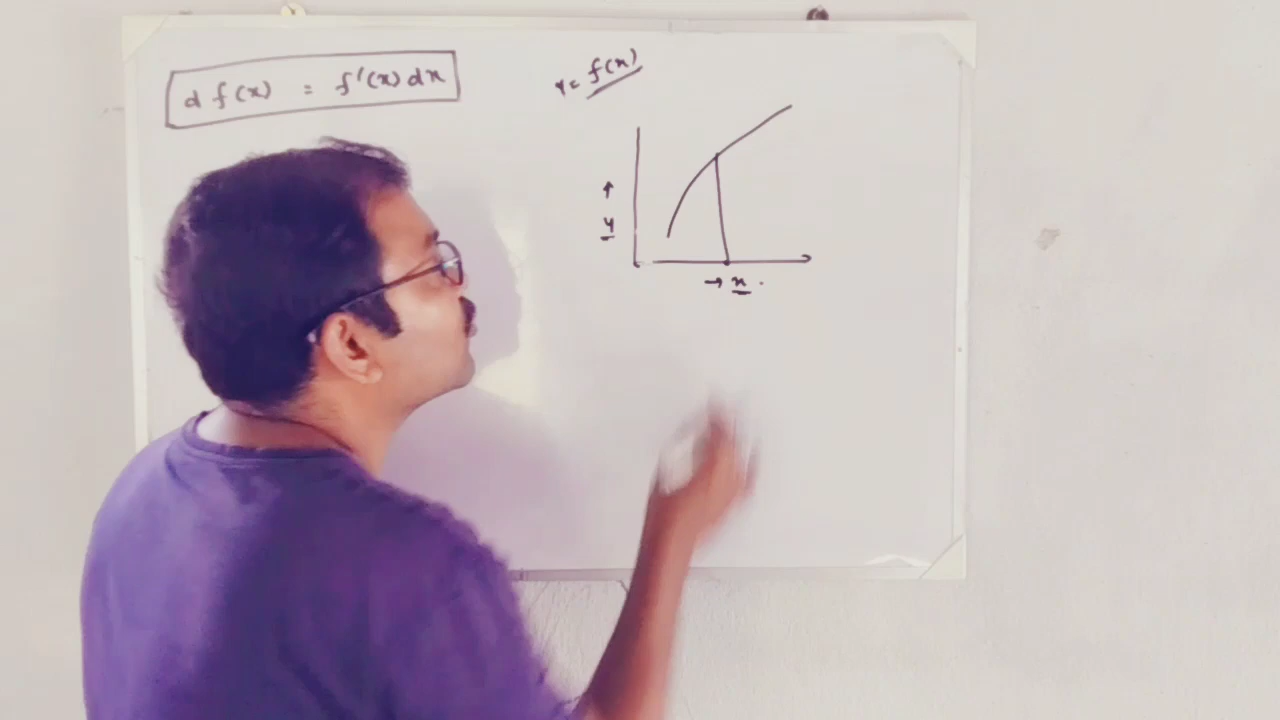 d f(x) = f'(x) dx
y = f(x)
↑
y
→ x .